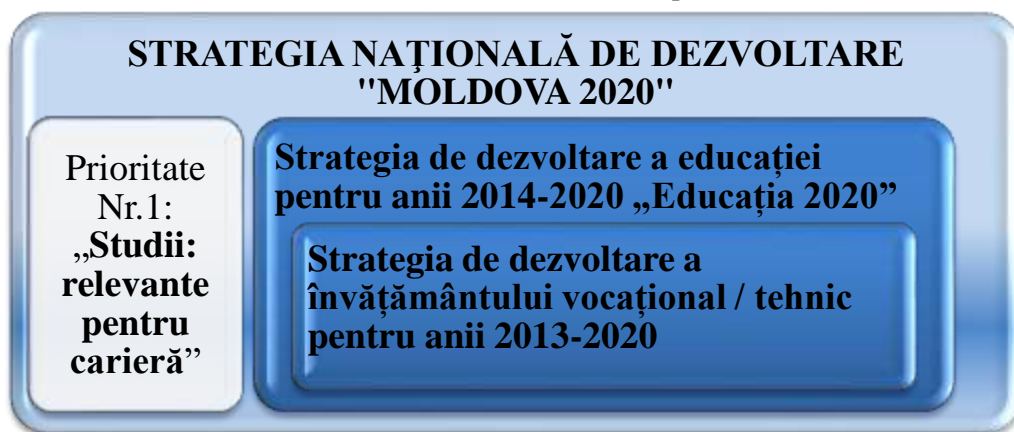 STRATEGIA NAŢIONALĂ DE DEZVOLTARE
"MOLDOVA 2020"
Prioritate
Nr.1:
„Studii:
relevante
pentru
carieră”
Strategia de dezvoltare a educației
pentru anii 2014-2020 „Educația 2020”
Strategia de dezvoltare a
învățământului vocațional / tehnic
pentru anii 2013-2020